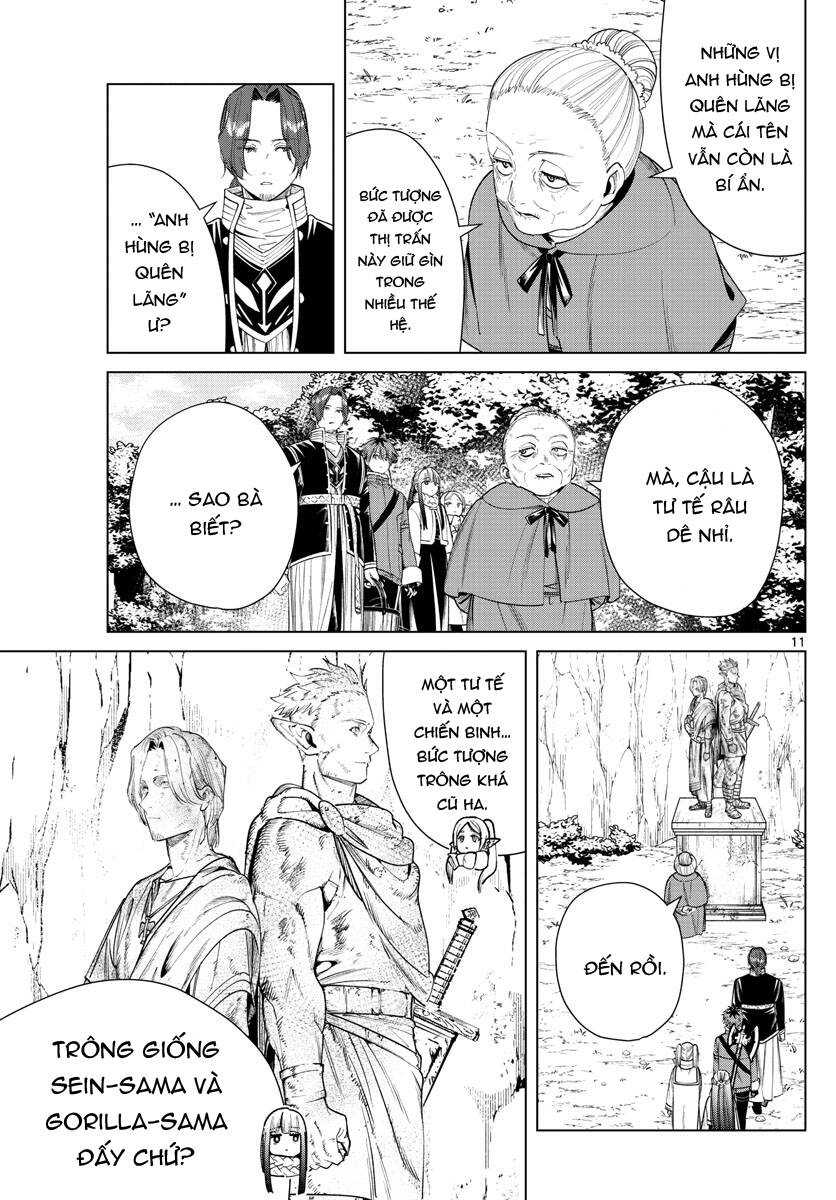 NHỮNG VỊ
ANH HÙNG BỊ
QUÊN LÃNG
MÀ CÁI TÊN
VẪN CÒN LÀ
BÍ ẨN.
BỨC TƯỢNG
ĐÃ ĐƯỢC
THỊ TRẤN
NÀY GIỮ GÌN
TRONG
NHIỀU THẾ
HỆ.
... "ANH
HÙNG BỊ
QUÊN
LÃNG"
Ư?
MÀ, CẬU LÀ
TƯ TẾ RÂU
DÊ NHỈ.
... SAO BÀ
BIẾT?
11
ĐẾN RỒI.
MỘT TƯ TẾ
VÀ MỘT
CHIẾN BINH...
BỨC TƯỢNG
TRÔNG KHÁ
CŨ HA.
TRÔNG GIỐNG
SEIN-SAMA VÀ
GORILLA-SAMA
ĐẤY CHỨ?